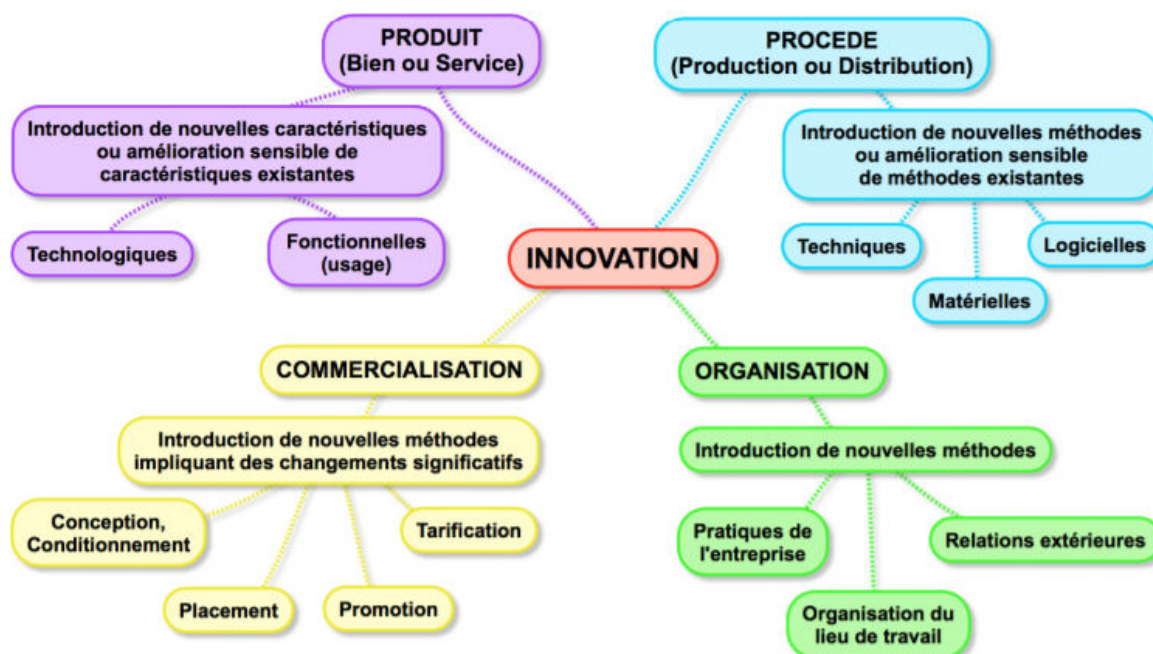 PRODUIT
(Bien ou Service)
Introduction de nouvelles caractéristiques
ou amélioration sensible de
caractéristiques existantes
Technologiques
Fonctionnelles
(usage)
PROCEDE
(Production ou Distribution)
Introduction de nouvelles méthodes
ou amélioration sensible
de méthodes existantes
Techniques
Matérielles
Logicielles
INNOVATION
COMMERCIALISATION
Introduction de nouvelles méthodes
impliquant des changements significatifs
Conception,
Conditionnement
Placement
Promotion
Tarification
ORGANISATION
Introduction de nouvelles méthodes
Pratiques de
l'entreprise
Organisation du
lieu de travail
Relations extérieures